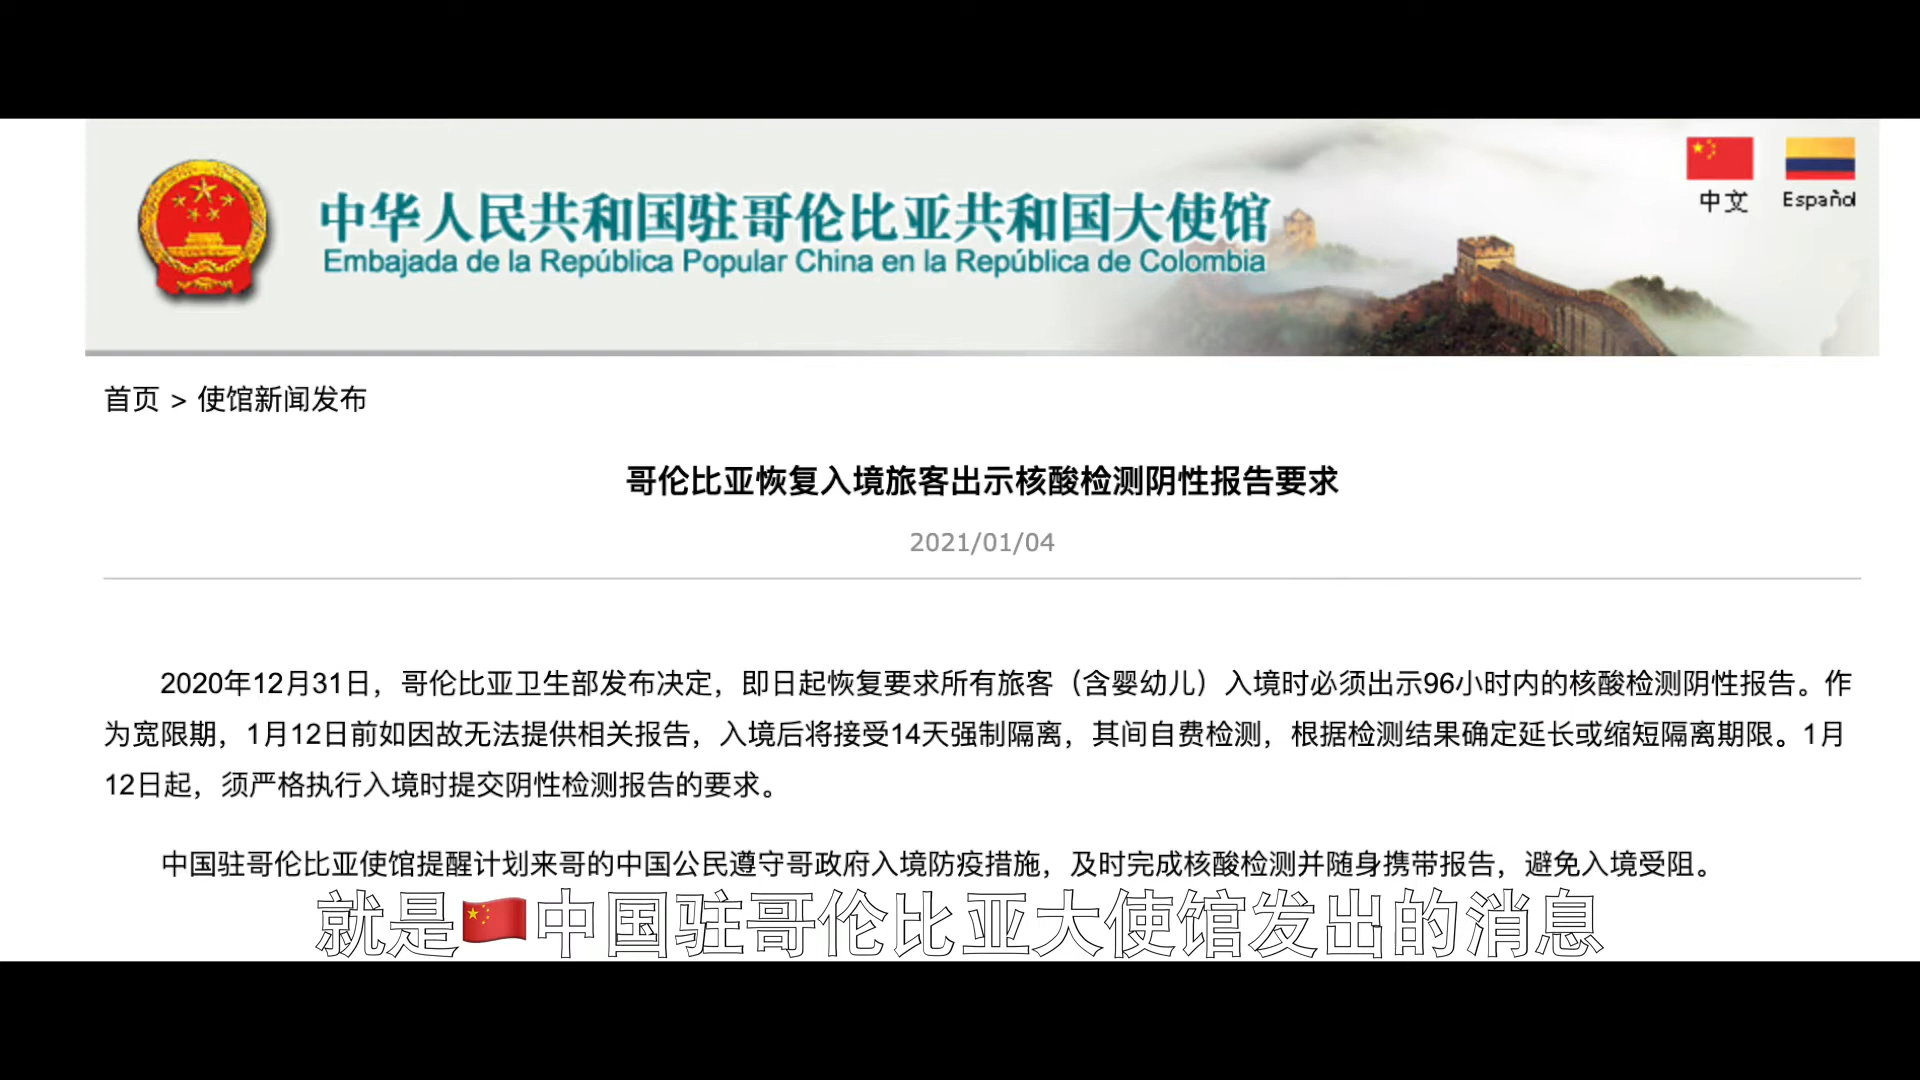 中华人民共和国驻哥伦比亚共和国大使馆
Embajada de la República Popular China en la República de Colombia
中文
Español
首页 > 使馆新闻发布
哥伦比亚恢复入境旅客出示核酸检测阴性报告要求
2021/01/04
2020年12月31日，哥伦比亚卫生部发布决定，即日起恢复要求所有旅客（含婴幼儿）入境时必须出示96小时内的核酸检测阴性报告。作
为宽限期，1月12日前如因故无法提供相关报告，入境后将接受14天强制隔离，其间自费检测，根据检测结果确定延长或缩短隔离期限。1月
12日起，须严格执行入境时提交阴性检测报告的要求。
中国驻哥伦比亚使馆提醒计划来哥的中国公民遵守哥政府入境防疫措施，及时完成核酸检测并随身携带报告，避免入境受阻。
就是🇨🇳中国驻哥伦比亚大使馆发出的消息